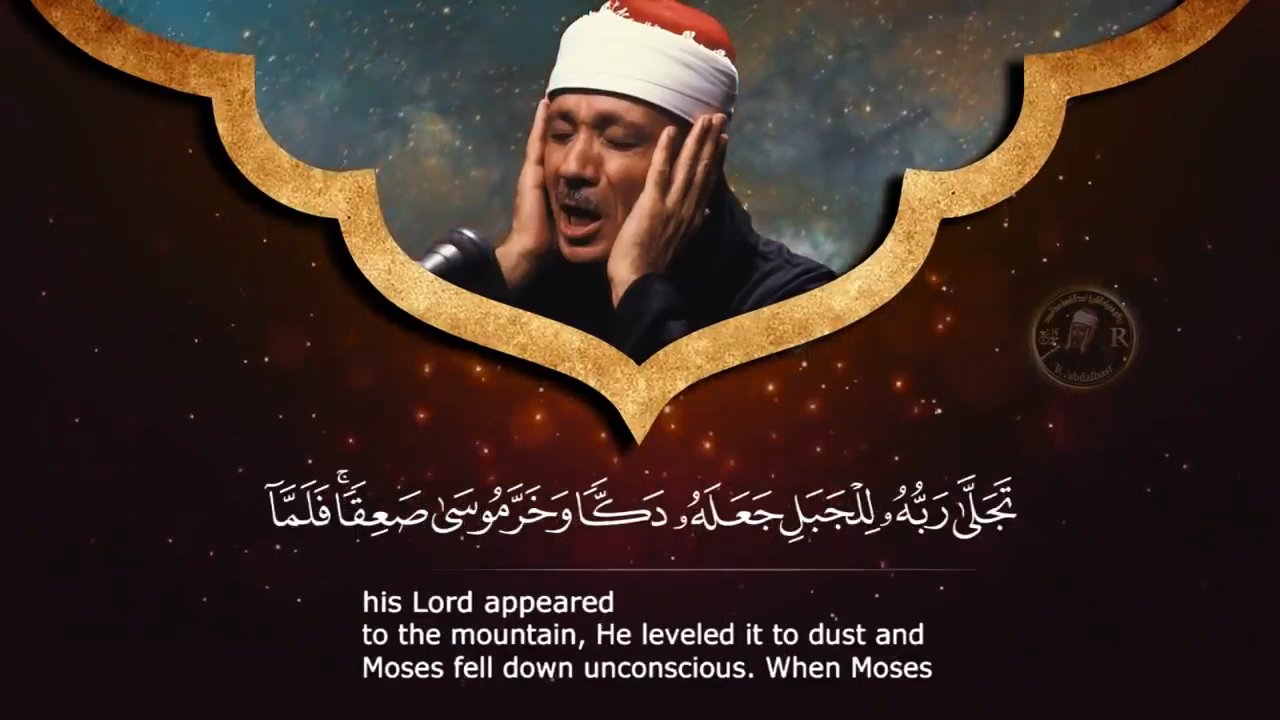 تَجَلَّىٰ رَبُّهُۥ لِلْجَبَلِ جَعَلَهُۥ دَكًّا وَخَرَّ مُوسَىٰ صَعِقًا ۚ فَلَمَّآ
his Lord appeared
to the mountain, He leveled it to dust and
Moses fell down unconscious. When Moses
R
R.abdalbasr